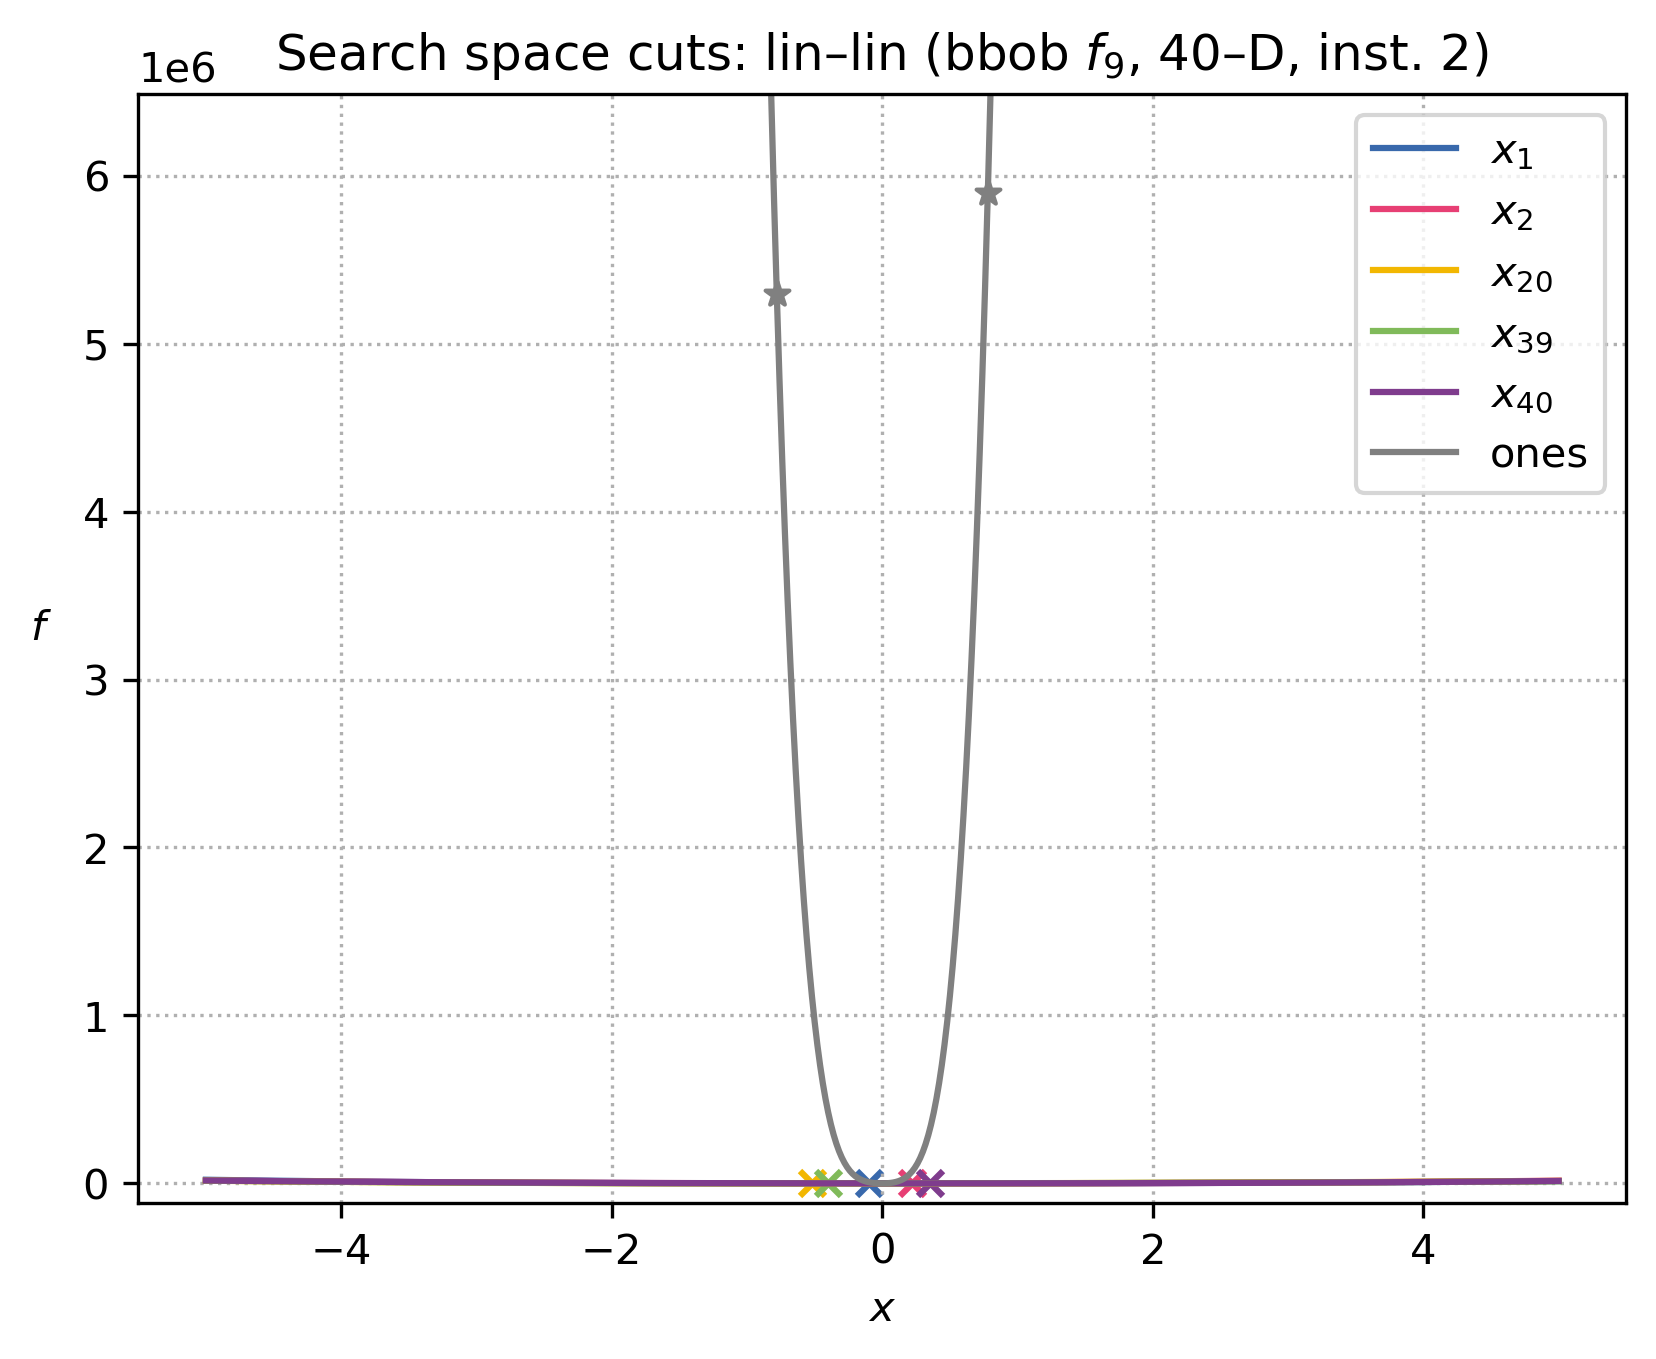 Search space cuts: lin–lin (bbob f₉, 40–D, inst. 2)
1e6
6
5
4
3
2
1
0
f
−4
−2
0
2
4
x
x₁
x₂
x₂₀
x₃₉
x₄₀
ones